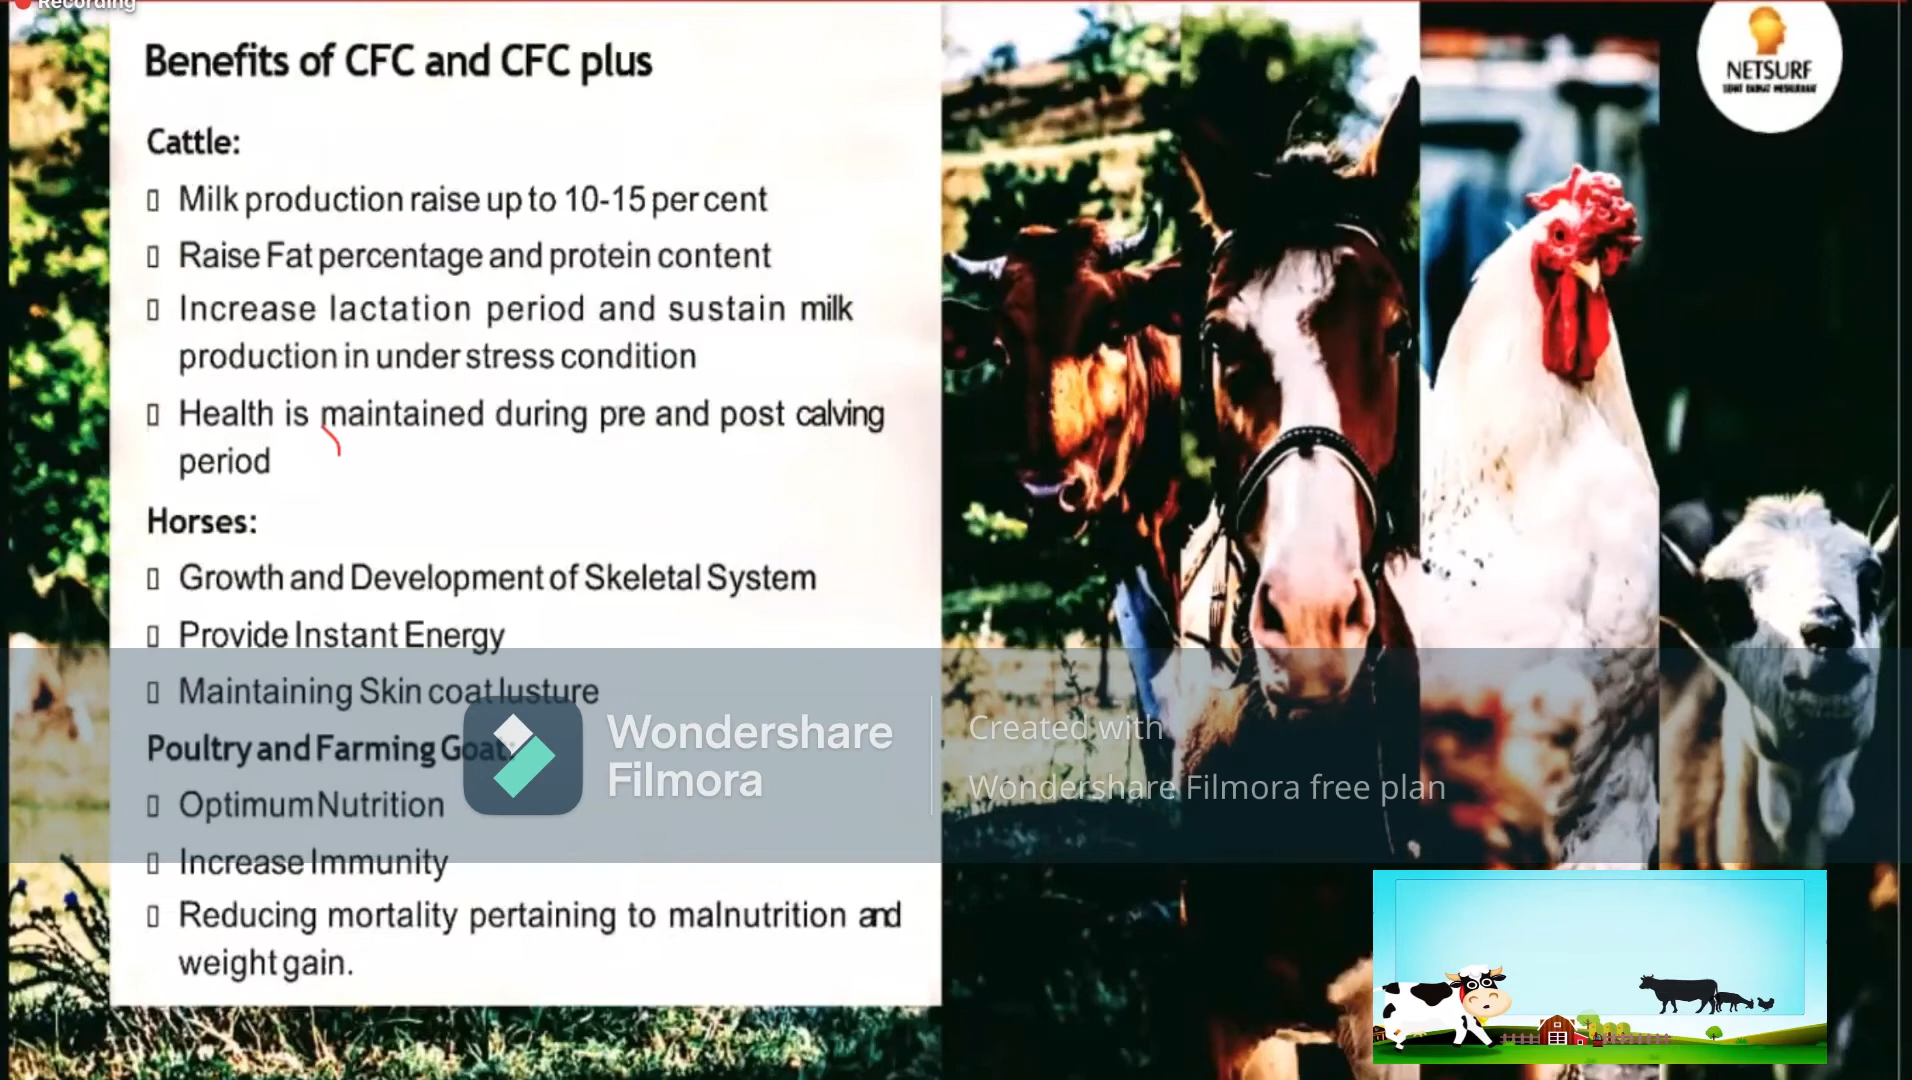 Recording
Benefits of CFC and CFC plus
NETSURF
Cattle:
Milk production raise up to 10-15 per cent
Raise Fat percentage and protein content
Increase lactation period and sustain milk
production in under stress condition
Health is maintained during pre and post calving
period
Horses:
Growth and Development of Skeletal System
Provide Instant Energy
Maintaining Skin coat lusture
Poultry and Farming Goat:
Optimum Nutrition
Increase Immunity
Reducing mortality pertaining to malnutrition and
weight gain.
Wondershare
Filmora
Created with
Wondershare Filmora free plan